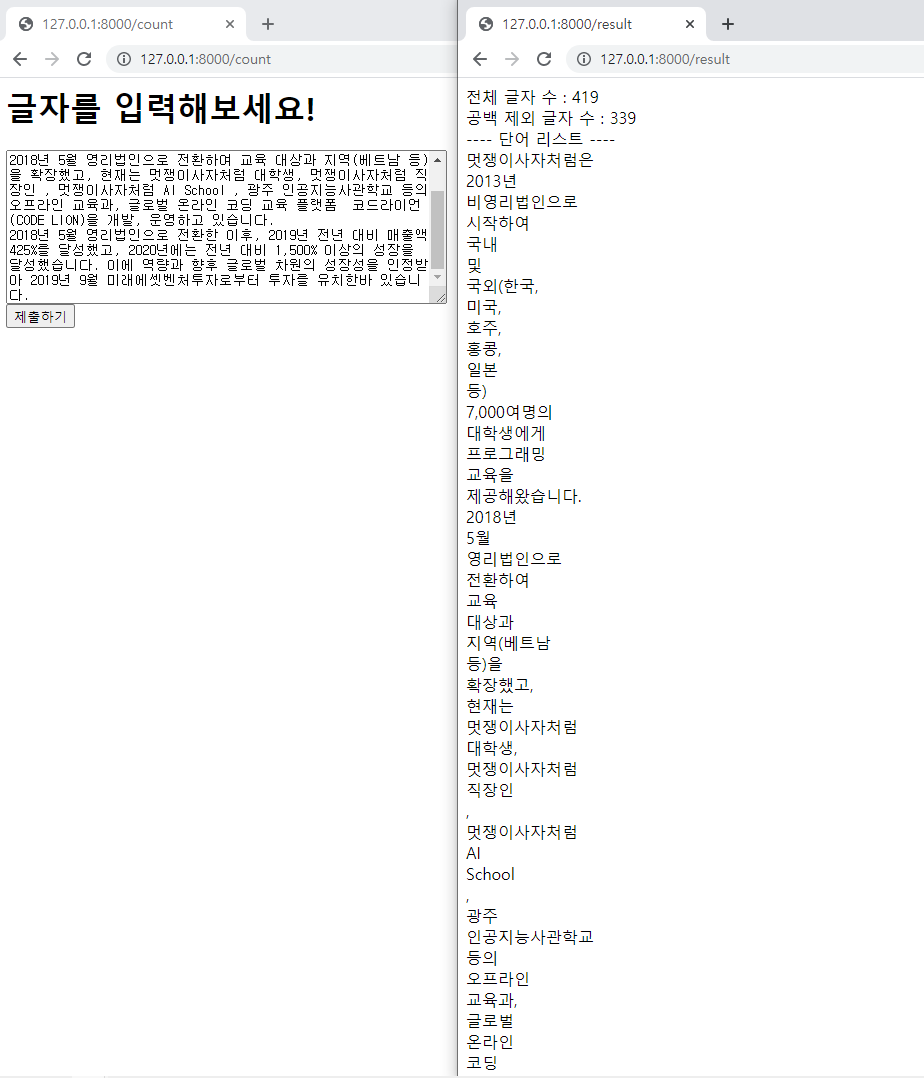 127.0.0.1:8000/count
127.0.0.1:8000/count
글자를 입력해보세요!
2018년 5월 영리법인으로 전환하여 교육 대상과 지역(베트남 등)
을 확장했고, 현재는 멋쟁이사자처럼 대학생, 멋쟁이사자처럼 직
장인 , 멋쟁이사자처럼 AI School , 광주 인공지능사관학교 등의
오프라인 교육과, 글로벌 온라인 코딩 교육 플랫폼  코드라이언
(CODE LION)을 개발, 운영하고 있습니다.
2018년 5월 영리법인으로 전환한 이후, 2019년 전년 대비 매출액
425%를 달성했고, 2020년에는 전년 대비 1,500% 이상의 성장을
달성했습니다. 이에 역량과 향후 글로벌 차원의 성장성을 인정받
아 2019년 9월 미래에셋벤처투자로부터 투자를 유치한바 있습니
다.
제출하기
127.0.0.1:8000/result
127.0.0.1:8000/result
전체 글자 수 : 419
공백 제외 글자 수 : 339
---- 단어 리스트 ----
멋쟁이사자처럼은
2013년
비영리법인으로
시작하여
국내
및
국외(한국,
미국,
호주,
홍콩,
일본
등)
7,000여명의
대학생에게
프로그래밍
교육을
제공해왔습니다.
2018년
5월
영리법인으로
전환하여
교육
대상과
지역(베트남
등)을
확장했고,
현재는
멋쟁이사자처럼
대학생,
멋쟁이사자처럼
직장인
,
멋쟁이사자처럼
AI
School
,
광주
인공지능사관학교
등의
오프라인
교육과,
글로벌
온라인
코딩